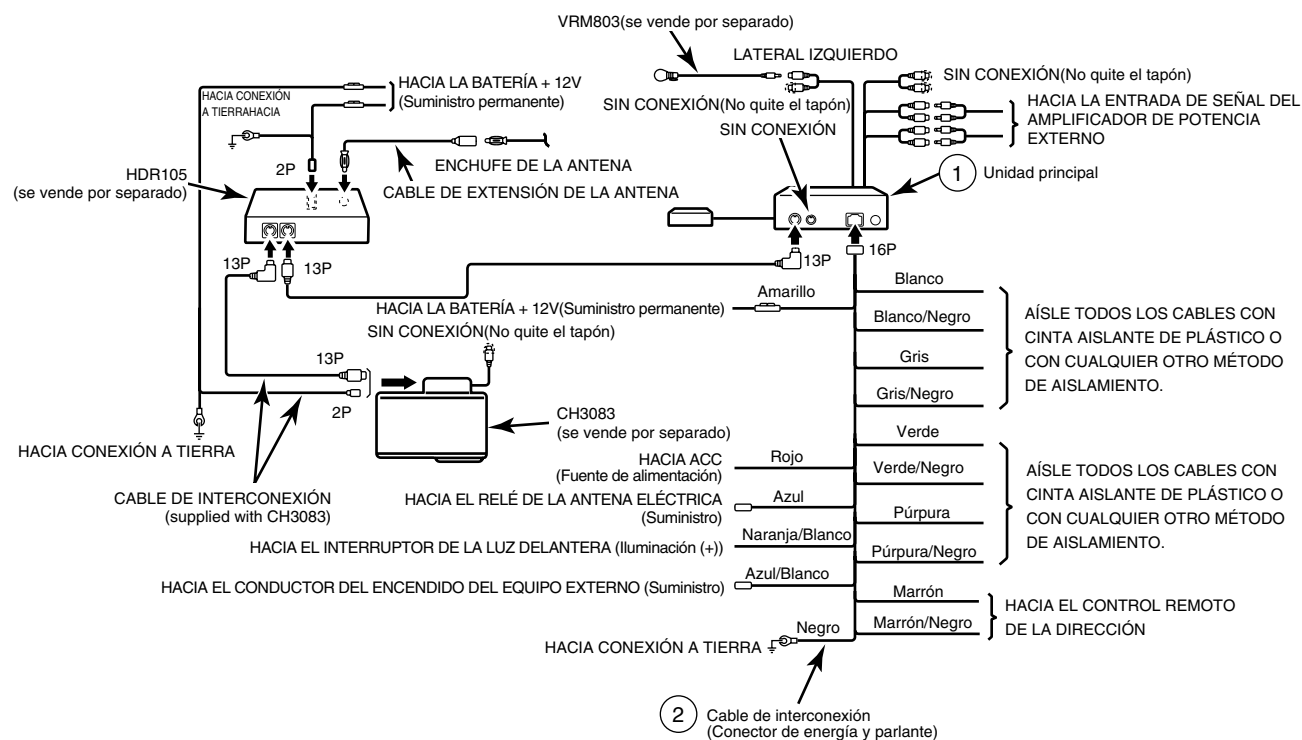 VRM803(se vende por separado)
LATERAL IZQUIERDO
SIN CONEXIÓN(No quite el tapón)
HACIA LA BATERÍA + 12V
(Suministro permanente)
HACIA CONEXIÓN
A TIERRAHACIA
SIN CONEXIÓN(No quite el tapón)
HACIA LA ENTRADA DE SEÑAL DEL
AMPLIFICADOR DE POTENCIA
EXTERNO
SIN CONEXIÓN
2P
ENCHUFE DE LA ANTENA
HDR105
(se vende por separado)
CABLE DE EXTENSIÓN DE LA ANTENA
1 Unidad principal
13P
13P
13P
16P
Blanco
Amarillo
HACIA LA BATERÍA + 12V(Suministro permanente)
Blanco/Negro
AÍSLE TODOS LOS CABLES CON
CINTA AISLANTE DE PLÁSTICO O
CON CUALQUIER OTRO MÉTODO
DE AISLAMIENTO.
SIN CONEXIÓN(No quite el tapón)
Gris
13P
Gris/Negro
2P
CH3083
(se vende por separado)
HACIA CONEXIÓN A TIERRA
Verde
HACIA ACC
(Fuente de alimentación)
Rojo
Verde/Negro
AÍSLE TODOS LOS CABLES CON
CINTA AISLANTE DE PLÁSTICO O
CON CUALQUIER OTRO MÉTODO
DE AISLAMIENTO.
CABLE DE INTERCONEXIÓN
(supplied with CH3083)
HACIA EL RELÉ DE LA ANTENA ELÉCTRICA
(Suministro)
Azul
Púrpura
HACIA EL INTERRUPTOR DE LA LUZ DELANTERA (Iluminación (+))
Naranja/Blanco
Púrpura/Negro
HACIA EL CONDUCTOR DEL ENCENDIDO DEL EQUIPO EXTERNO (Suministro)
Azul/Blanco
Marrón
Marrón/Negro
HACIA EL CONTROL REMOTO
DE LA DIRECCIÓN
Negro
HACIA CONEXIÓN A TIERRA
2 Cable de interconexión
(Conector de energía y parlante)